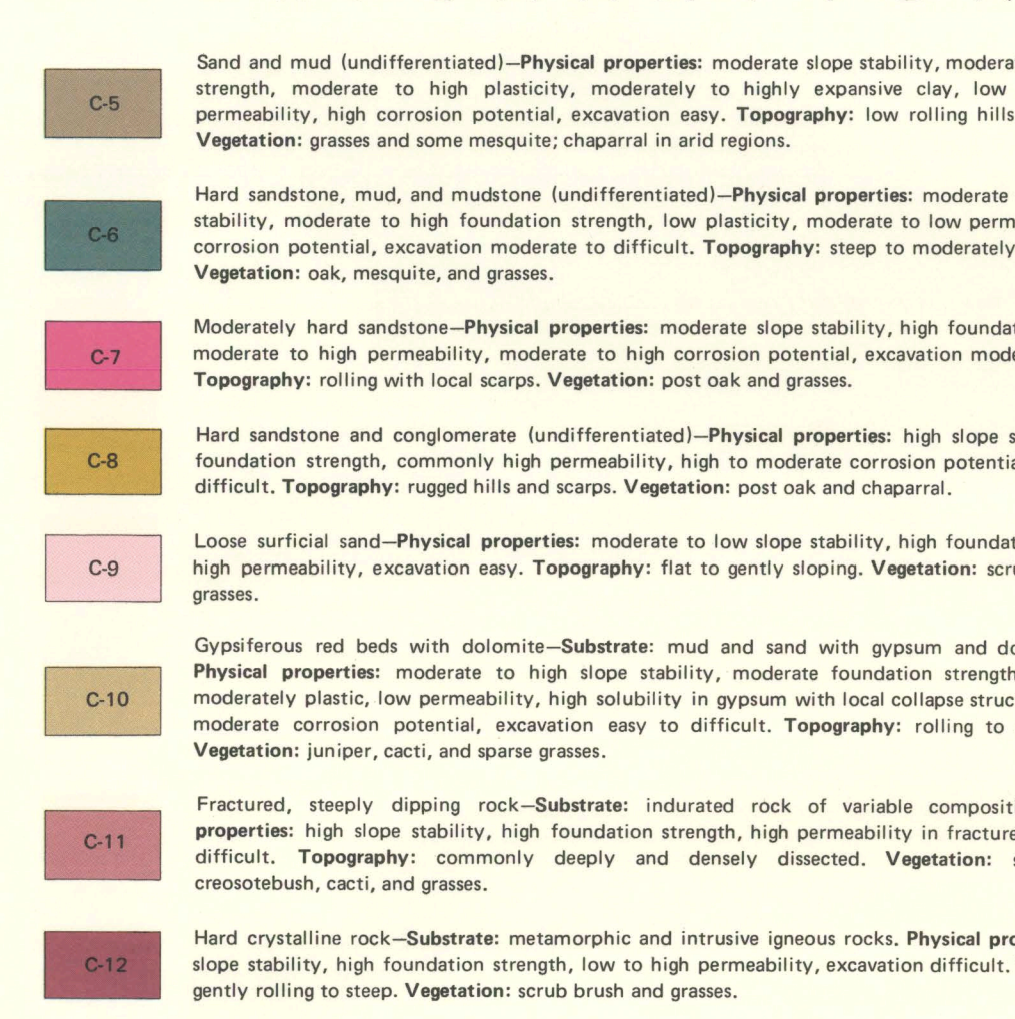 Sand and mud (undifferentiated)—Physical properties: moderate slope stability,
C-5
strength, moderate to high plasticity, moderately to highly expansive clay, low
permeability, high corrosion potential, excavation easy. Topography: low rolling hills
Vegetation: grasses and some mesquite; chaparral in arid regions.
Hard sandstone, mud, and mudstone (undifferentiated)—Physical properties: moderate
C-6
stability, moderate to high foundation strength, low plasticity, moderate to low
corrosion potential, excavation moderate to difficult. Topography: steep to moderately
Vegetation: oak, mesquite, and grasses.
Moderately hard sandstone—Physical properties: moderate slope stability, high
C-7
moderate to high permeability, moderate to high corrosion potential, excavation
Topography: rolling with local scarps. Vegetation: post oak and grasses.
Hard sandstone and conglomerate (undifferentiated)—Physical properties: high slope
C-8
foundation strength, commonly high permeability, high to moderate corrosion
difficult. Topography: rugged hills and scarps. Vegetation: post oak and chaparral.
Loose surficial sand—Physical properties: moderate to low slope stability, high
C-9
high permeability, excavation easy. Topography: flat to gently sloping. Vegetation:
grasses.
Gypsiferous red beds with dolomite—Substrate: mud and sand with gypsum and
Physical properties: moderate to high slope stability, moderate foundation strength
C-10
moderately plastic, low permeability, high solubility in gypsum with local collapse
moderate corrosion potential, excavation easy to difficult. Topography: rolling to
Vegetation: juniper, cacti, and sparse grasses.
Fractured, steeply dipping rock—Substrate: indurated rock of variable
C-11
properties: high slope stability, high foundation strength, high permeability in
difficult. Topography: commonly deeply and densely dissected. Vegetation:
creosotebush, cacti, and grasses.
Hard crystalline rock—Substrate: metamorphic and intrusive igneous rocks. Physical
C-12
slope stability, high foundation strength, low to high permeability, excavation difficult.
gently rolling to steep. Vegetation: scrub brush and grasses.